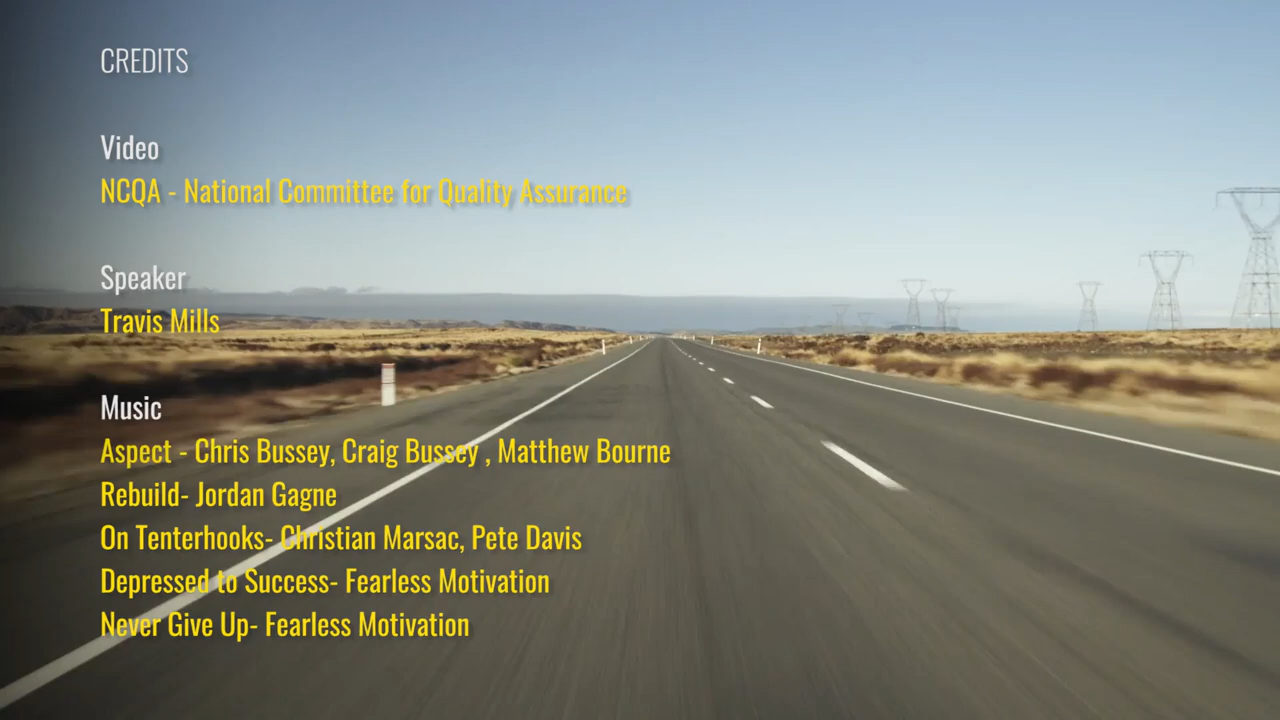 CREDITS
Video
NCQA - National Committee for Quality Assurance
Speaker
Travis Mills
Music
Aspect - Chris Bussey, Craig Bussey , Matthew Bourne
Rebuild- Jordan Gagne
On Tenterhooks- Christian Marsac, Pete Davis
Depressed to Success- Fearless Motivation
Never Give Up- Fearless Motivation